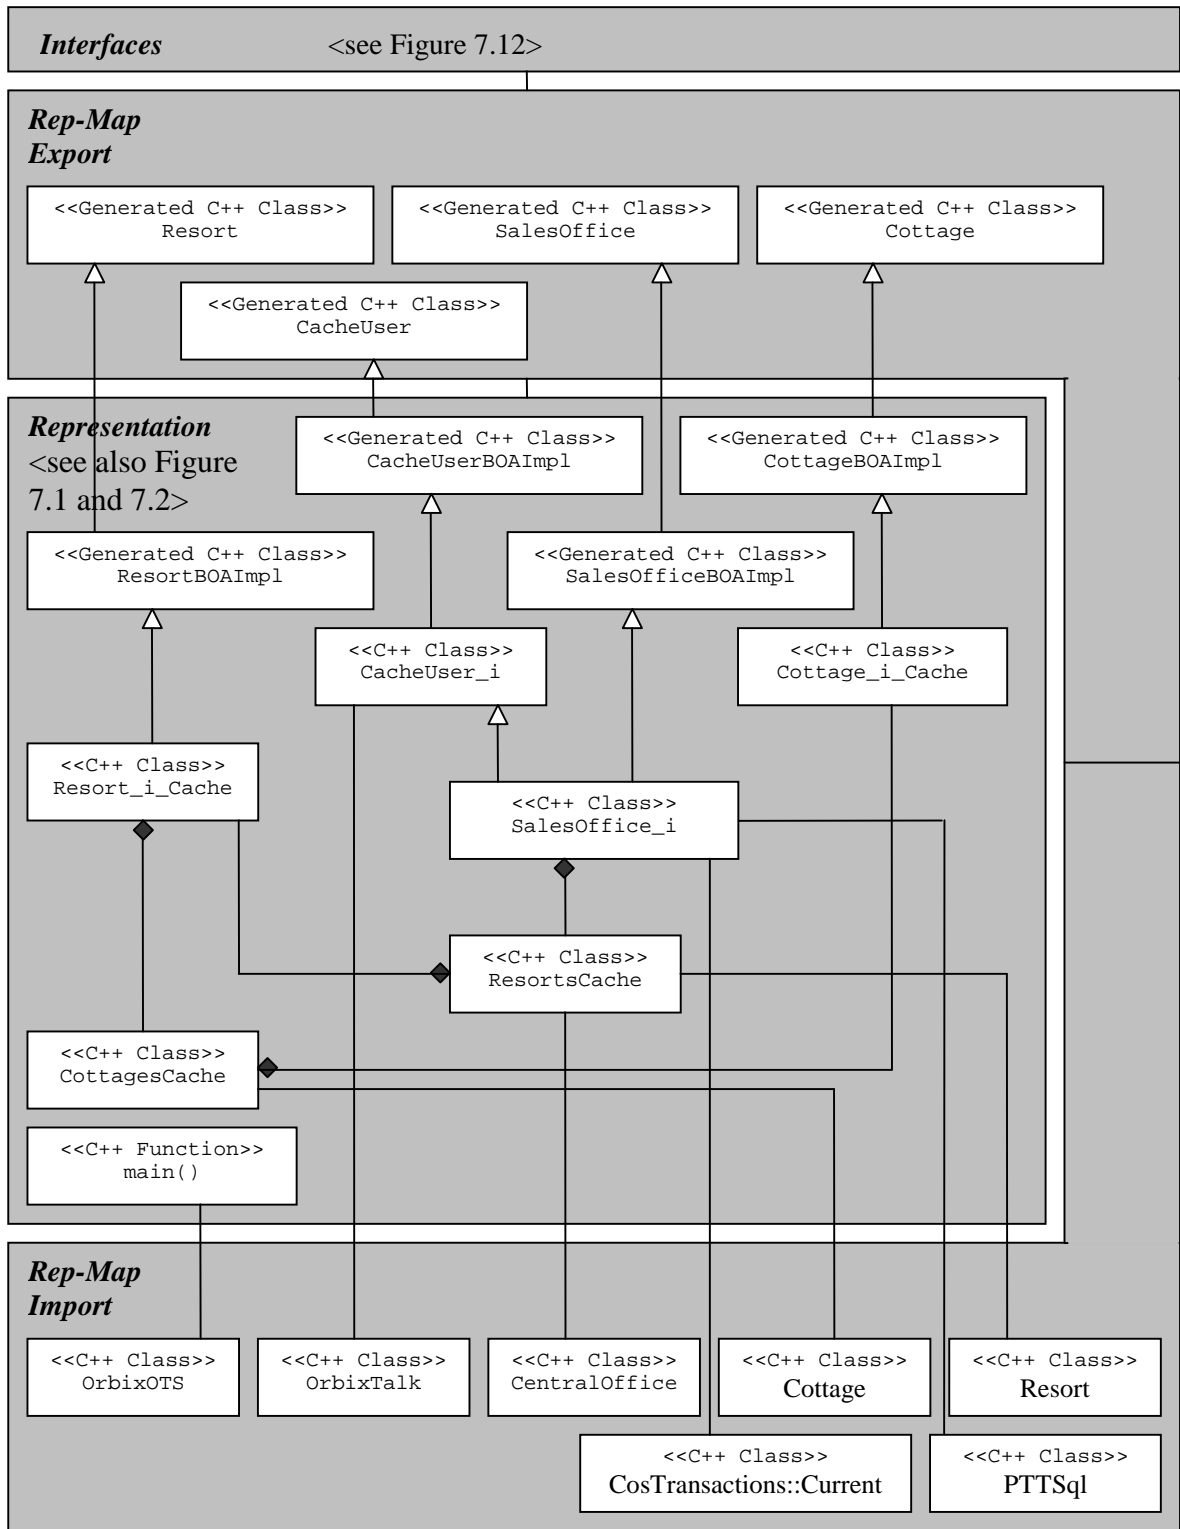 Interfaces <see Figure 7.12>
Rep-Map
Export
<<Generated C++ Class>>
Resort
<<Generated C++ Class>>
SalesOffice
<<Generated C++ Class>>
Cottage
<<Generated C++ Class>>
CacheUser
Representation
<see also Figure
7.1 and 7.2>
<<Generated C++ Class>>
CacheUserBOAImpl
<<Generated C++ Class>>
CottageBOAImpl
<<Generated C++ Class>>
ResortBOAImpl
<<Generated C++ Class>>
SalesOfficeBOAImpl
<<C++ Class>>
CacheUser_i
<<C++ Class>>
Cottage_i_Cache
<<C++ Class>>
Resort_i_Cache
<<C++ Class>>
SalesOffice_i
<<C++ Class>>
ResortsCache
<<C++ Class>>
CottagesCache
<<C++ Function>>
main()
Rep-Map
Import
<<C++ Class>>
OrbixOTS
<<C++ Class>>
OrbixTalk
<<C++ Class>>
CentralOffice
<<C++ Class>>
Cottage
<<C++ Class>>
Resort
<<C++ Class>>
CosTransactions::Current
<<C++ Class>>
PTTSql